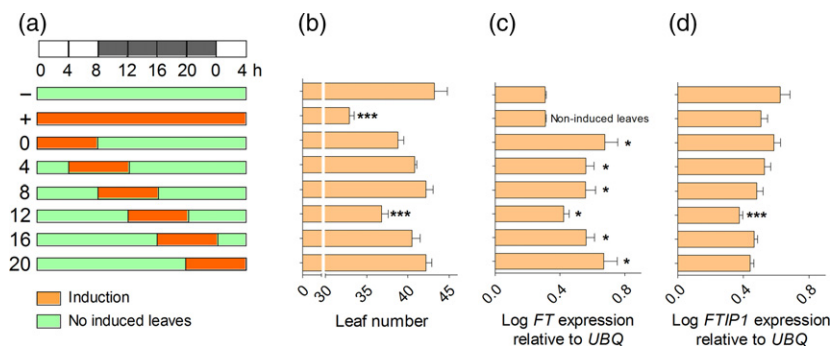 (a)
0 4 8 12 16 20 0 4 h
−
+
0
4
8
12
16
20
Induction
No induced leaves
(b)
***
***
0 30 35 40 45
Leaf number
(c)
Non-induced leaves
*
*
*
*
*
*
0.0 0.4 0.8
Log FT expression
relative to UBQ
(d)
***
0.0 0.4 0.8
Log FTIP1 expression
relative to UBQ